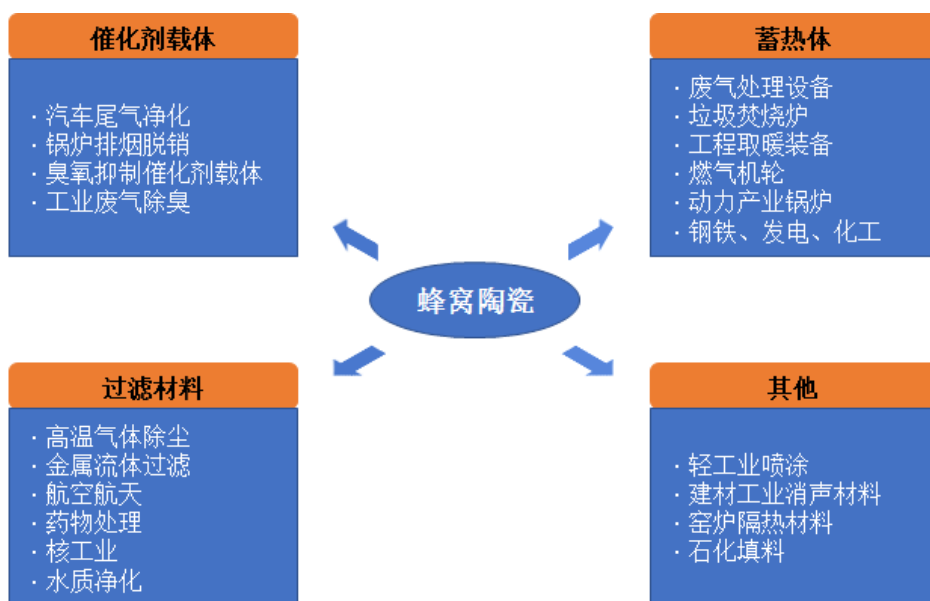 催化剂载体
· 汽车尾气净化
· 锅炉排烟脱销
· 臭氧抑制催化剂载体
· 工业废气除臭
蓄热体
· 废气处理设备
· 垃圾焚烧炉
· 工程取暖装备
· 燃气机轮
· 动力产业锅炉
· 钢铁、发电、化工
蜂窝陶瓷
过滤材料
· 高温气体除尘
· 金属流体过滤
· 航空航天
· 药物处理
· 核工业
· 水质净化
其他
· 轻工业喷涂
· 建材工业消声材料
· 窑炉隔热材料
· 石化填料